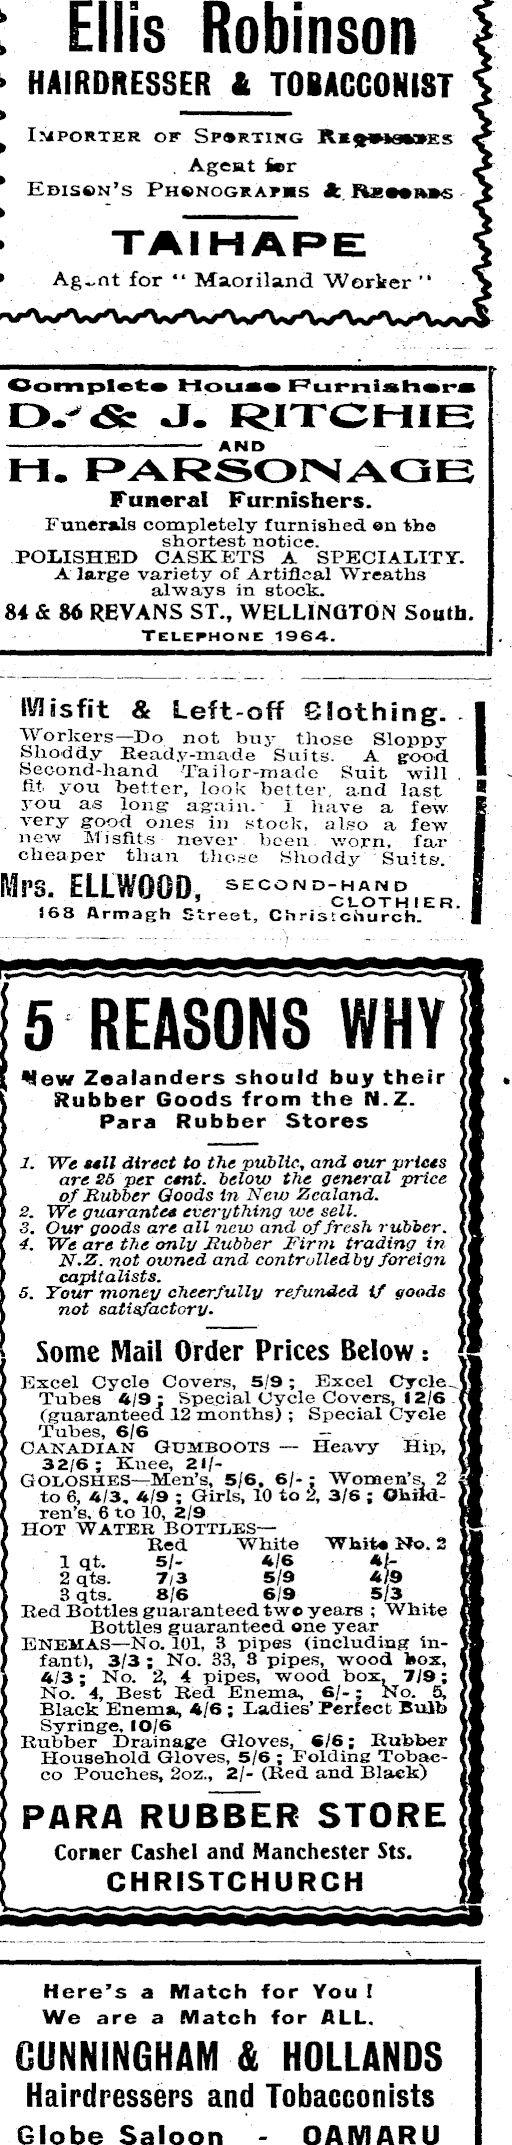 Ellis Robinson
HAIRDRESSER & TOBACCONIST
IMPORTER OF SPORTING REQUISITES
Agent for
EDISON'S PHONOGRAPHS & RECORDS
TAIHAPE
Agent for "Maoriland Worker"
Complete House Furnishers
D. & J. RITCHIE
AND
H. PARSONAGE
Funeral Furnishers.
Funerals completely furnished on the
shortest notice.
POLISHED CASKETS A SPECIALITY.
A large variety of Artifical Wreaths
always in stock.
84 & 86 REVANS ST., WELLINGTON South.
TELEPHONE 1964.
Misfit & Left-off Clothing.
Workers—Do not buy those Sloppy
Shoddy Ready-made Suits. A good
Second-hand Tailor-made Suit will
fit you better, look better, and last
you as long again. I have a few
very good ones in stock, also a few
new Misfits never been worn, far
cheaper than those Shoddy Suits.
Mrs. ELLWOOD, SECOND-HAND
CLOTHIER.
168 Armagh Street, Christchurch.
5 REASONS WHY
New Zealanders should buy their
Rubber Goods from the N.Z.
Para Rubber Stores
1. We sell direct to the public, and our prices
are 25 per cent. below the general price
of Rubber Goods in New Zealand.
2. We guarantee everything we sell.
3. Our goods are all new and of fresh rubber.
4. We are the only Rubber Firm trading in
N.Z. not owned and controlled by foreign
capitalists.
5. Your money cheerfully refunded if goods
not satisfactory.
Some Mail Order Prices Below:
Excel Cycle Covers, 5/9; Excel Cycle
Tubes 4/9; Special Cycle Covers, 12/6
(guaranteed 12 months); Special Cycle
Tubes, 6/6
CANADIAN GUMBOOTS — Heavy Hip,
32/6; Knee, 21/-
GOLOSHES—Men's, 5/6, 6/-; Women's, 2
to 6, 4/3, 4/9; Girls, 10 to 2, 3/6; Child-
ren's, 6 to 10, 2/9
HOT WATER BOTTLES—
Red White White No. 2
1 qt. 5/- 4/6 4/-
2 qts. 7/3 5/9 4/9
3 qts. 8/6 6/9 5/3
Red Bottles guaranteed two years; White
Bottles guaranteed one year
ENEMAS—No. 101, 3 pipes (including in-
fant), 3/3; No. 33, 3 pipes, wood box,
4/3; No. 2, 4 pipes, wood box, 7/9;
No. 4, Best Red Enema, 6/-; No. 5,
Black Enema, 4/6; Ladies' Perfect Bulb
Syringe, 10/6
Rubber Drainage Gloves, 6/6; Rubber
Household Gloves, 5/6; Folding Tobac-
co Pouches, 2oz., 2/- (Red and Black)
PARA RUBBER STORE
Corner Cashel and Manchester Sts.
CHRISTCHURCH
Here's a Match for You!
We are a Match for ALL.
CUNNINGHAM & HOLLANDS
Hairdressers and Tobacconists
Globe Saloon - OAMARU